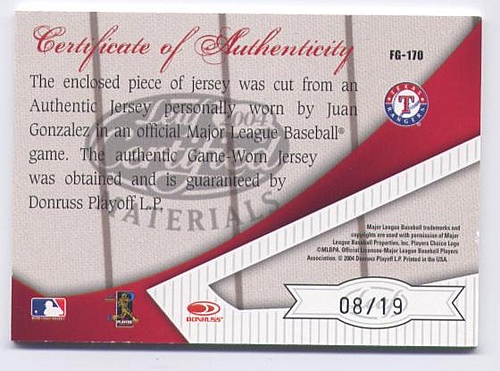 Certificate of Authenticity
FG-170
The enclosed piece of jersey was cut from an
Authentic Jersey personally worn by Juan
Gonzalez in an official Major League Baseball®
game. The authentic Game-Worn Jersey
was obtained and is guaranteed by
Donruss Playoff L.P.
TEXAS
T
RANGERS
2004
MATERIALS
Major League Baseball trademarks and
copyrights are used with permission of Major
League Baseball Properties, Inc. Players Choice Logo
©MLBPA. Official Licensee-Major League Baseball Players
Association. © 2004 Donruss Playoff L.P. Printed in the USA.
DONRUSS
08/19